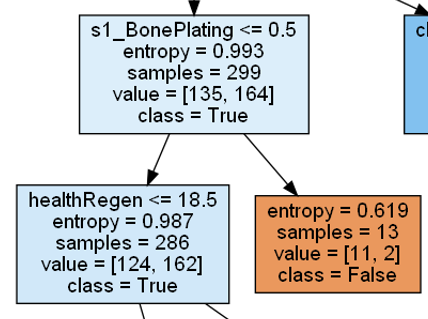 s1_BonePlating <= 0.5
entropy = 0.993
samples = 299
value = [135, 164]
class = True
healthRegen <= 18.5
entropy = 0.987
samples = 286
value = [124, 162]
class = True
entropy = 0.619
samples = 13
value = [11, 2]
class = False